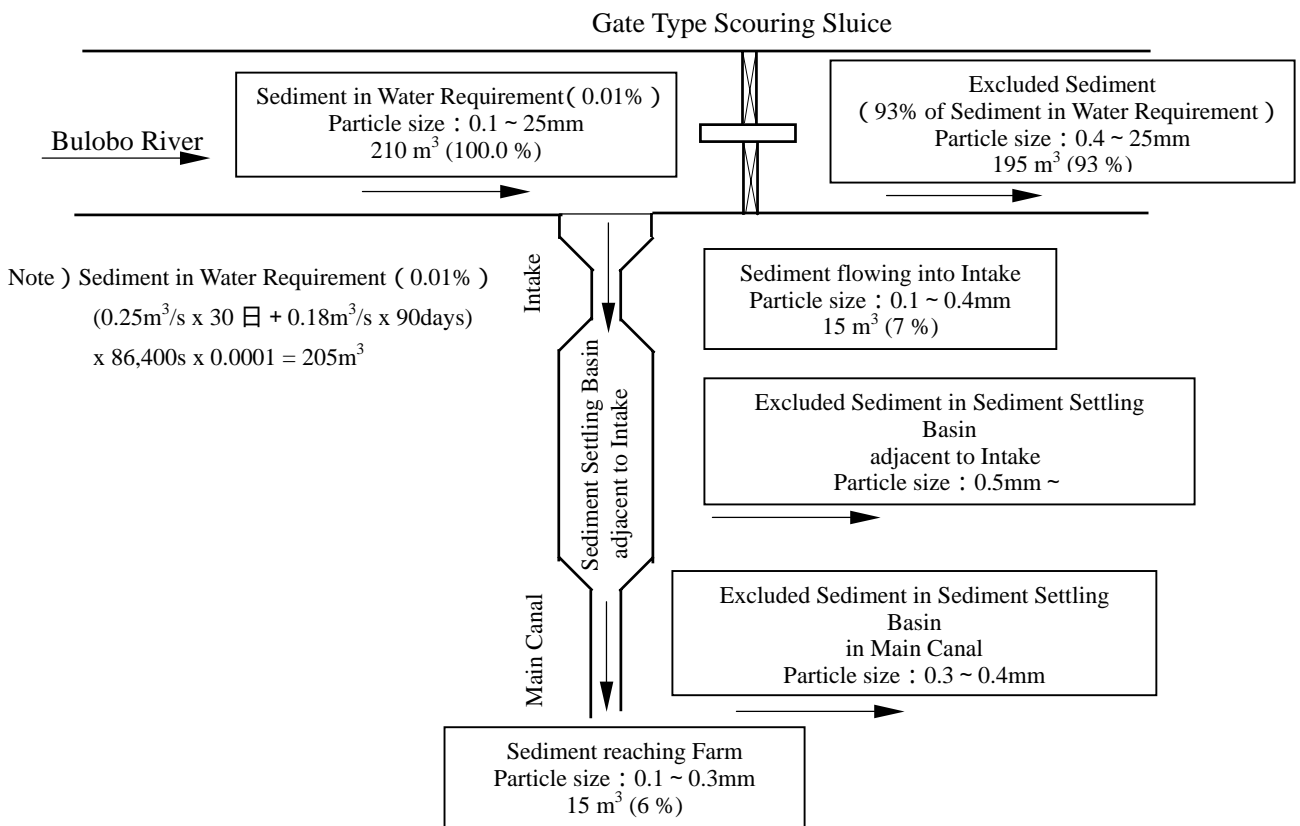 Gate Type Scouring Sluice
Sediment in Water Requirement（0.01%）
Particle size：0.1 ~ 25mm
210 m³ (100.0 %)
Excluded Sediment
（93% of Sediment in Water Requirement）
Particle size：0.4 ~ 25mm
195 m³ (93 %)
Bulobo River
Note）Sediment in Water Requirement（0.01%）
(0.25m³/s x 30 日 + 0.18m³/s x 90days)
x 86,400s x 0.0001 = 205m³
Intake
Sediment flowing into Intake
Particle size：0.1 ~ 0.4mm
15 m³ (7 %)
Sediment Settling Basin
adjacent to Intake
Excluded Sediment in Sediment Settling
Basin
adjacent to Intake
Particle size：0.5mm ~
Main Canal
Excluded Sediment in Sediment Settling
Basin
in Main Canal
Particle size：0.3 ~ 0.4mm
Sediment reaching Farm
Particle size：0.1 ~ 0.3mm
15 m³ (6 %)